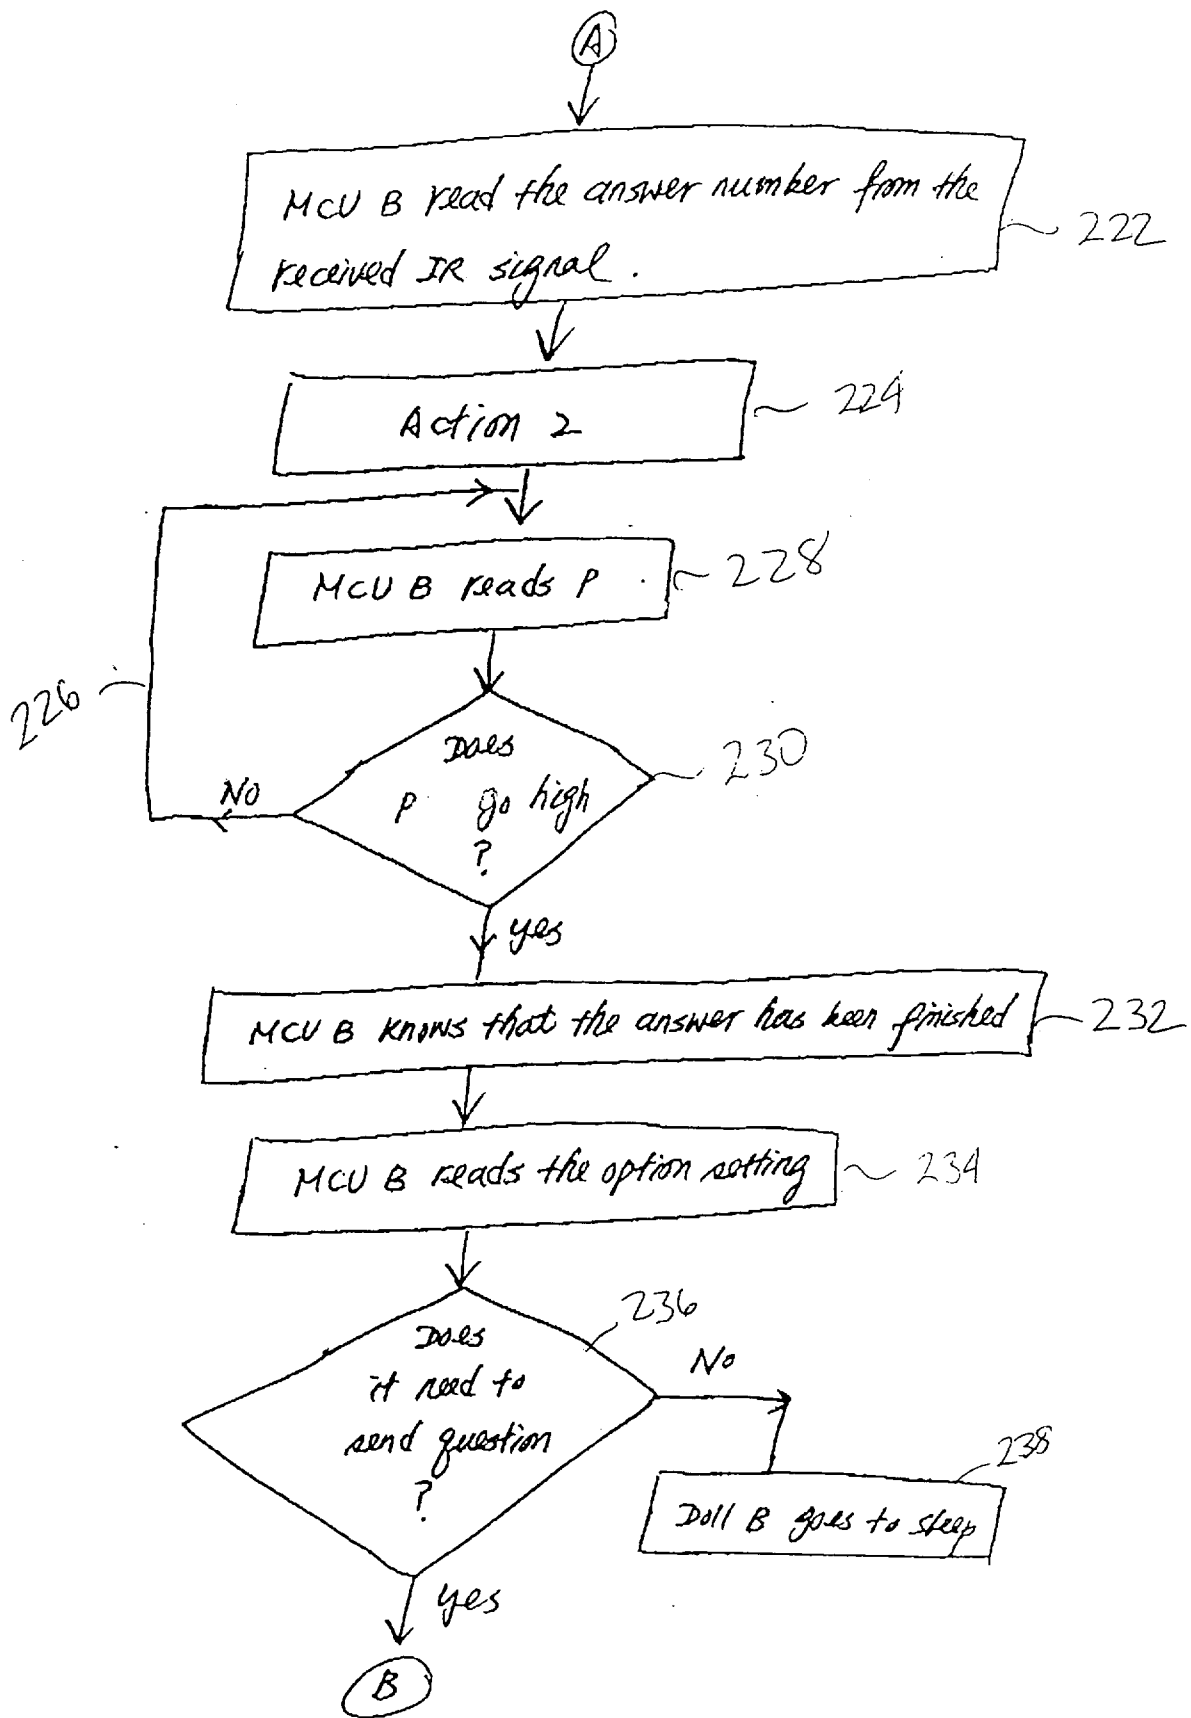 A
MCU B read the answer number from the
received IR signal.
222
Action 2
224
MCU B reads P
228
226
Does
P go high
?
230
No
yes
MCU B knows that the answer has been finished
232
MCU B reads the option setting
234
236
Does
it need to
send question
?
No
238
Doll B goes to sleep
yes
B